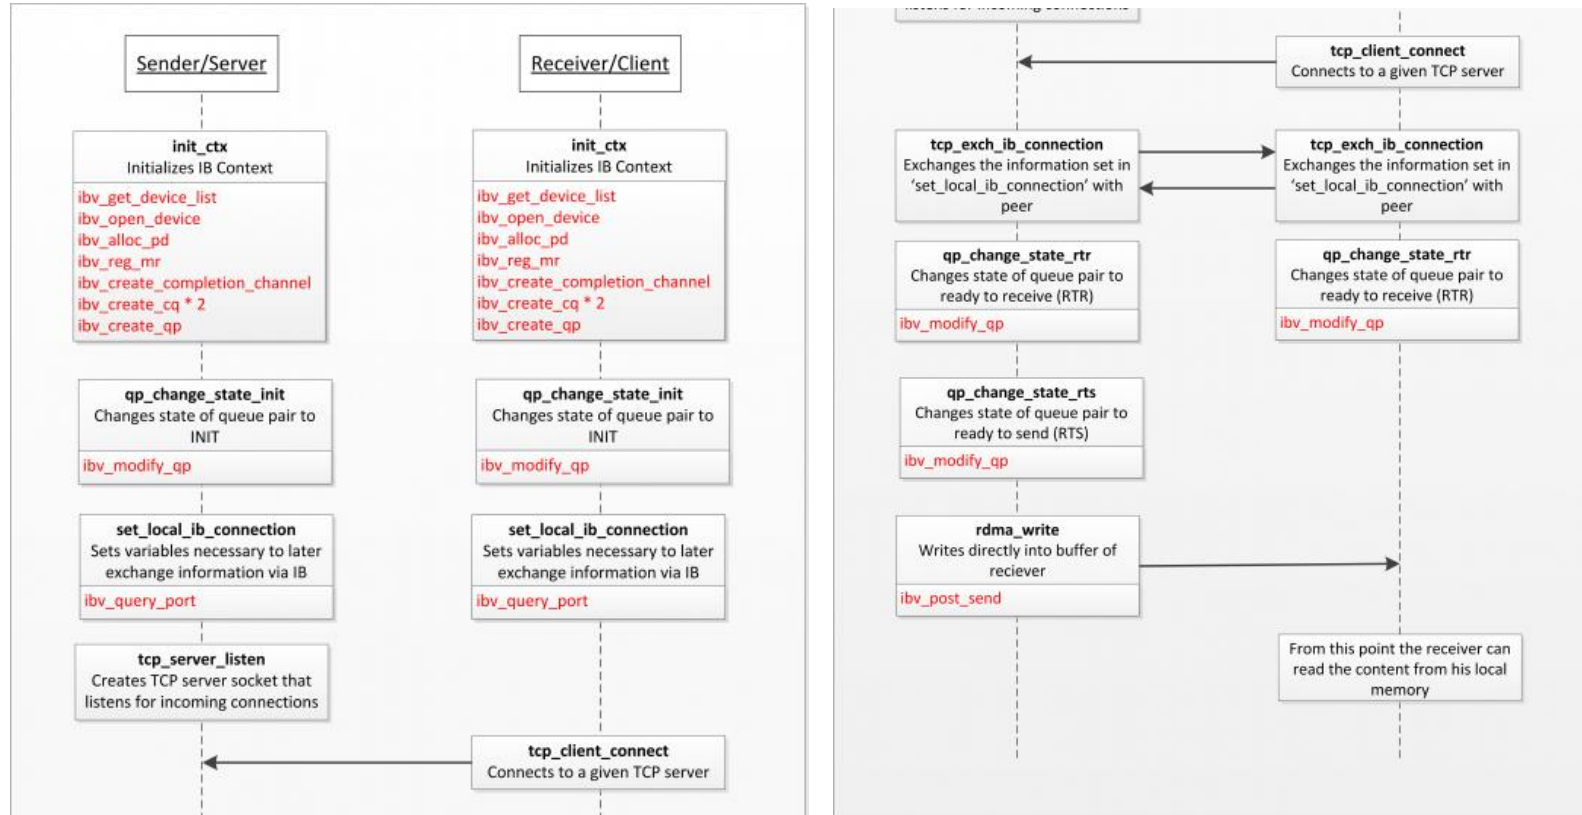 Sender/Server
Receiver/Client
init_ctx
Initializes IB Context
ibv_get_device_list
ibv_open_device
ibv_alloc_pd
ibv_reg_mr
ibv_create_completion_channel
ibv_create_cq * 2
ibv_create_qp
init_ctx
Initializes IB Context
ibv_get_device_list
ibv_open_device
ibv_alloc_pd
ibv_reg_mr
ibv_create_completion_channel
ibv_create_cq * 2
ibv_create_qp
qp_change_state_init
Changes state of queue pair to
INIT
ibv_modify_qp
qp_change_state_init
Changes state of queue pair to
INIT
ibv_modify_qp
set_local_ib_connection
Sets variables necessary to later
exchange information via IB
ibv_query_port
set_local_ib_connection
Sets variables necessary to later
exchange information via IB
ibv_query_port
tcp_server_listen
Creates TCP server socket that
listens for incoming connections
tcp_client_connect
Connects to a given TCP server
listens for incoming connections
tcp_client_connect
Connects to a given TCP server
tcp_exch_ib_connection
Exchanges the information set in
‘set_local_ib_connection’ with
peer
tcp_exch_ib_connection
Exchanges the information set in
‘set_local_ib_connection’ with
peer
qp_change_state_rtr
Changes state of queue pair to
ready to receive (RTR)
ibv_modify_qp
qp_change_state_rtr
Changes state of queue pair to
ready to receive (RTR)
ibv_modify_qp
qp_change_state_rts
Changes state of queue pair to
ready to send (RTS)
ibv_modify_qp
rdma_write
Writes directly into buffer of
reciever
ibv_post_send
From this point the receiver can
read the content from his local
memory